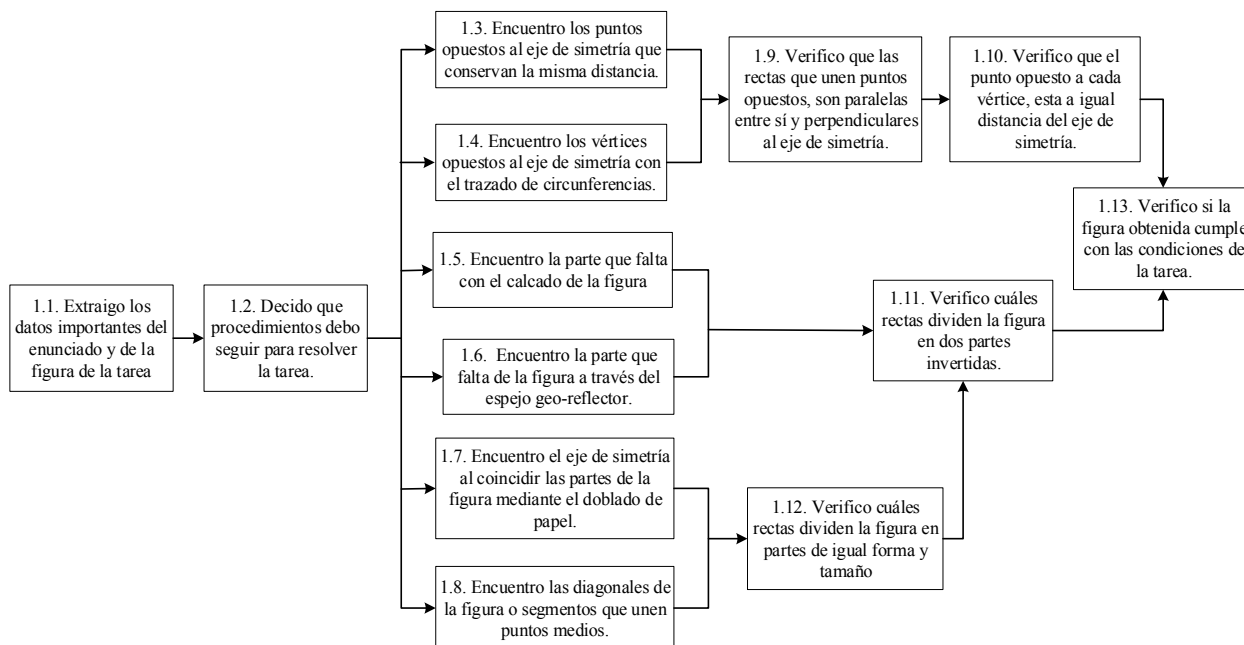 1.1. Extraigo los
datos importantes del
enunciado y de la
figura de la tarea
1.2. Decido que
procedimientos debo
seguir para resolver
la tarea.
1.3. Encuentro los puntos
opuestos al eje de simetría que
conservan la misma distancia.
1.4. Encuentro los vértices
opuestos al eje de simetría con
el trazado de circunferencias.
1.5. Encuentro la parte que falta
con el calcado de la figura
1.6. Encuentro la parte que
falta de la figura a través del
espejo geo-reflector.
1.7. Encuentro el eje de simetría
al coincidir las partes de la
figura mediante el doblado de
papel.
1.8. Encuentro las diagonales de
la figura o segmentos que unen
puntos medios.
1.9. Verifico que las
rectas que unen puntos
opuestos, son paralelas
entre sí y perpendiculares
al eje de simetría.
1.10. Verifico que el
punto opuesto a cada
vértice, esta a igual
distancia del eje de
simetría.
1.11. Verifico cuáles
rectas dividen la figura
en dos partes
invertidas.
1.12. Verifico cuáles
rectas dividen la figura en
partes de igual forma y
tamaño
1.13. Verifico si la
figura obtenida cumple
con las condiciones de
la tarea.